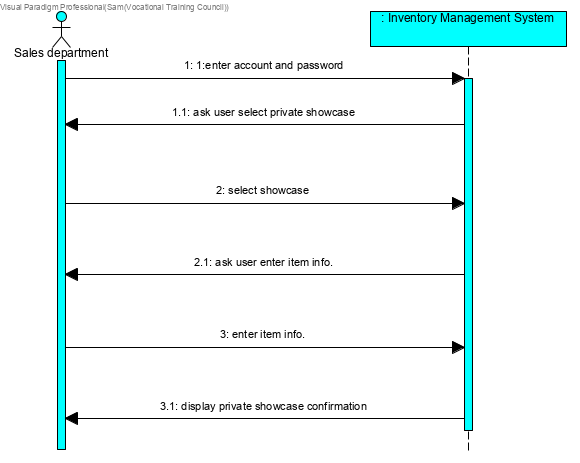 Visual Paradigm Professional(Sam(Vocational Training Council))
: Inventory Management System
Sales department
1: 1:enter account and password
1.1: ask user select private showcase
2: select showcase
2.1: ask user enter item info.
3: enter item info.
3.1: display private showcase confirmation